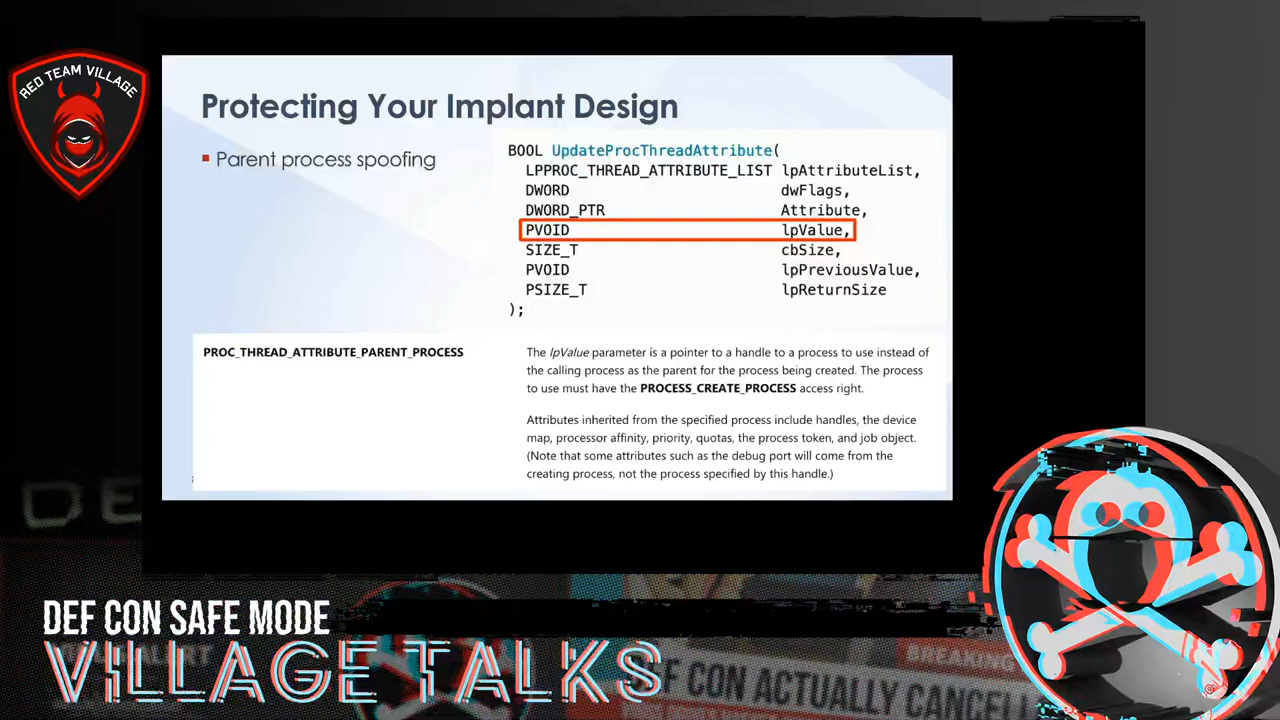 RED TEAM VILLAGE
Protecting Your Implant Design
▪ Parent process spoofing
BOOL UpdateProcThreadAttribute(
LPPROC_THREAD_ATTRIBUTE_LIST lpAttributeList,
DWORD dwFlags,
DWORD_PTR Attribute,
PVOID lpValue,
SIZE_T cbSize,
PVOID lpPreviousValue,
PSIZE_T lpReturnSize
);
PROC_THREAD_ATTRIBUTE_PARENT_PROCESS
The lpValue parameter is a pointer to a handle to a process to use instead of
the calling process as the parent for the process being created. The process
to use must have the PROCESS_CREATE_PROCESS access right.
Attributes inherited from the specified process include handles, the device
map, processor affinity, priority, quotas, the process token, and job object.
(Note that some attributes such as the debug port will come from the
creating process, not the process specified by this handle.)
DEF CON SAFE MODE
VILLAGE TALKS
BREAKING
DEF CON ACTUALLY CANCELL